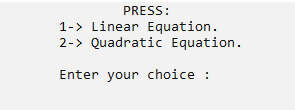 PRESS:
1-> Linear Equation.
2-> Quadratic Equation.
Enter your choice :